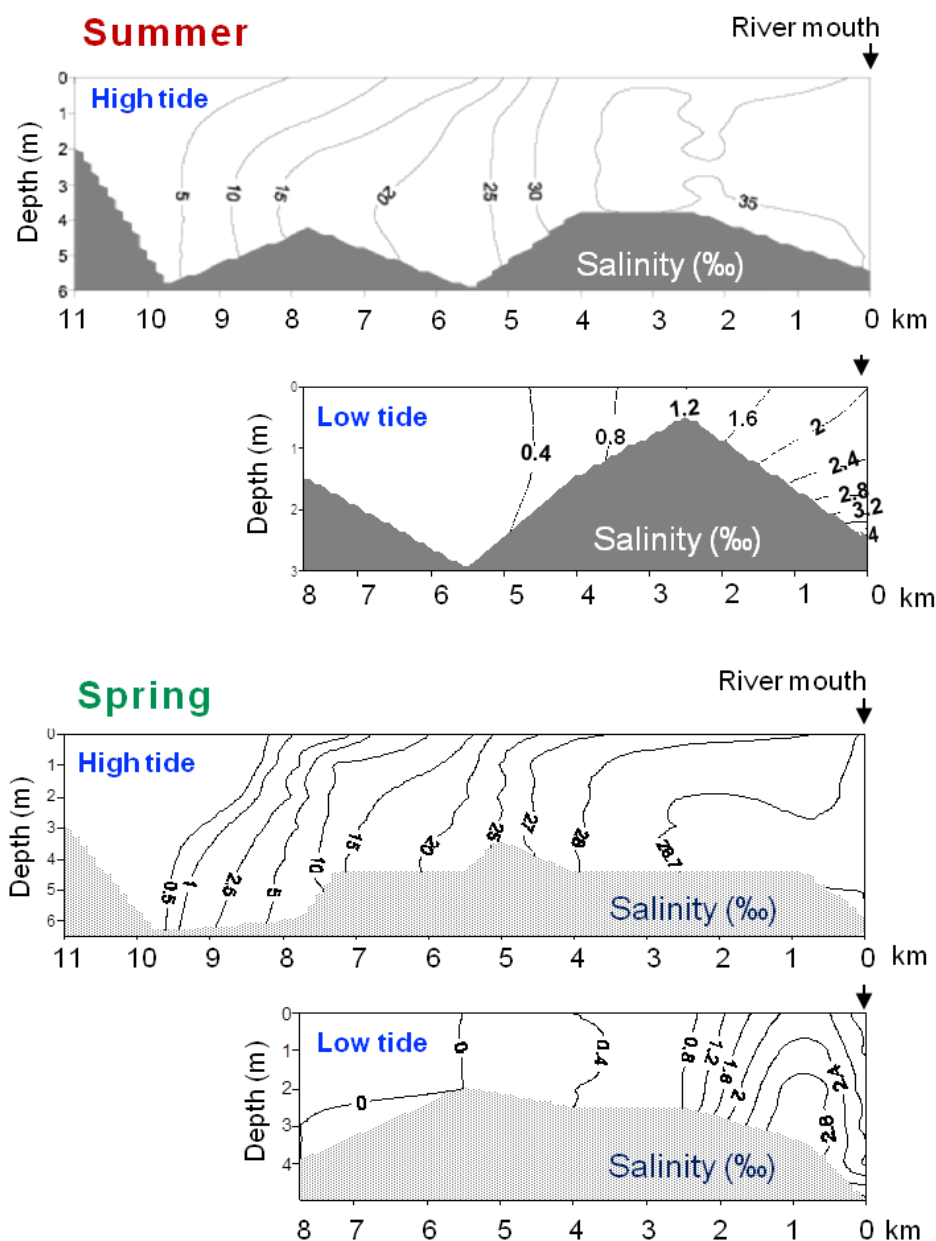 Summer
River mouth
High tide
Depth (m)
0
1
2
3
4
5
6
5
10
15
20
25
30
35
Salinity (‰)
11 10 9 8 7 6 5 4 3 2 1 0 km
Low tide
Depth (m)
0
1
2
3
0.4
0.8
1.2
1.6
2
2.4
2.8
3.2
4
Salinity (‰)
8 7 6 5 4 3 2 1 0 km
Spring
River mouth
High tide
Depth (m)
0
1
2
3
4
5
6
0.5
1
2.5
5
10
15
20
25
27
28
28.7
Salinity (‰)
11 10 9 8 7 6 5 4 3 2 1 0 km
Low tide
Depth (m)
0
1
2
3
4
0
0
0.4
0.8
1.2
1.6
2
2.4
2.8
Salinity (‰)
8 7 6 5 4 3 2 1 0 km